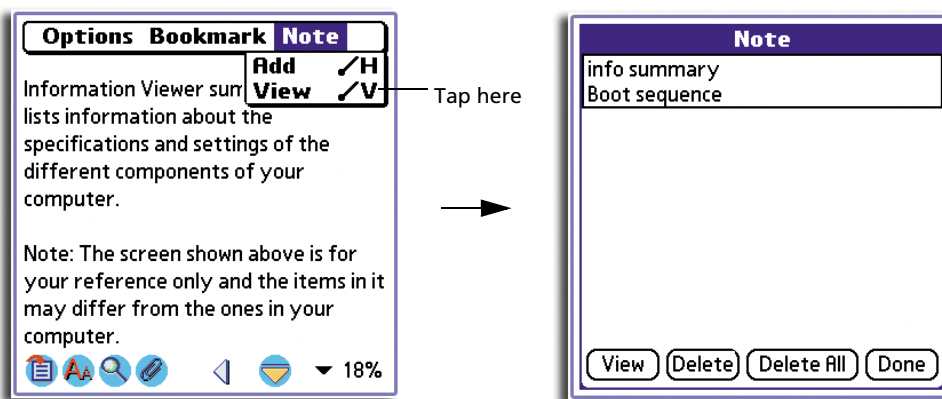 Options Bookmark Note
Add /H
View /V
Information Viewer sum
lists information about the
specifications and settings of the
different components of your
computer.
Note: The screen shown above is for
your reference only and the items in it
may differ from the ones in your
computer.
18%
Tap here
Note
info summary
Boot sequence
View Delete Delete All Done